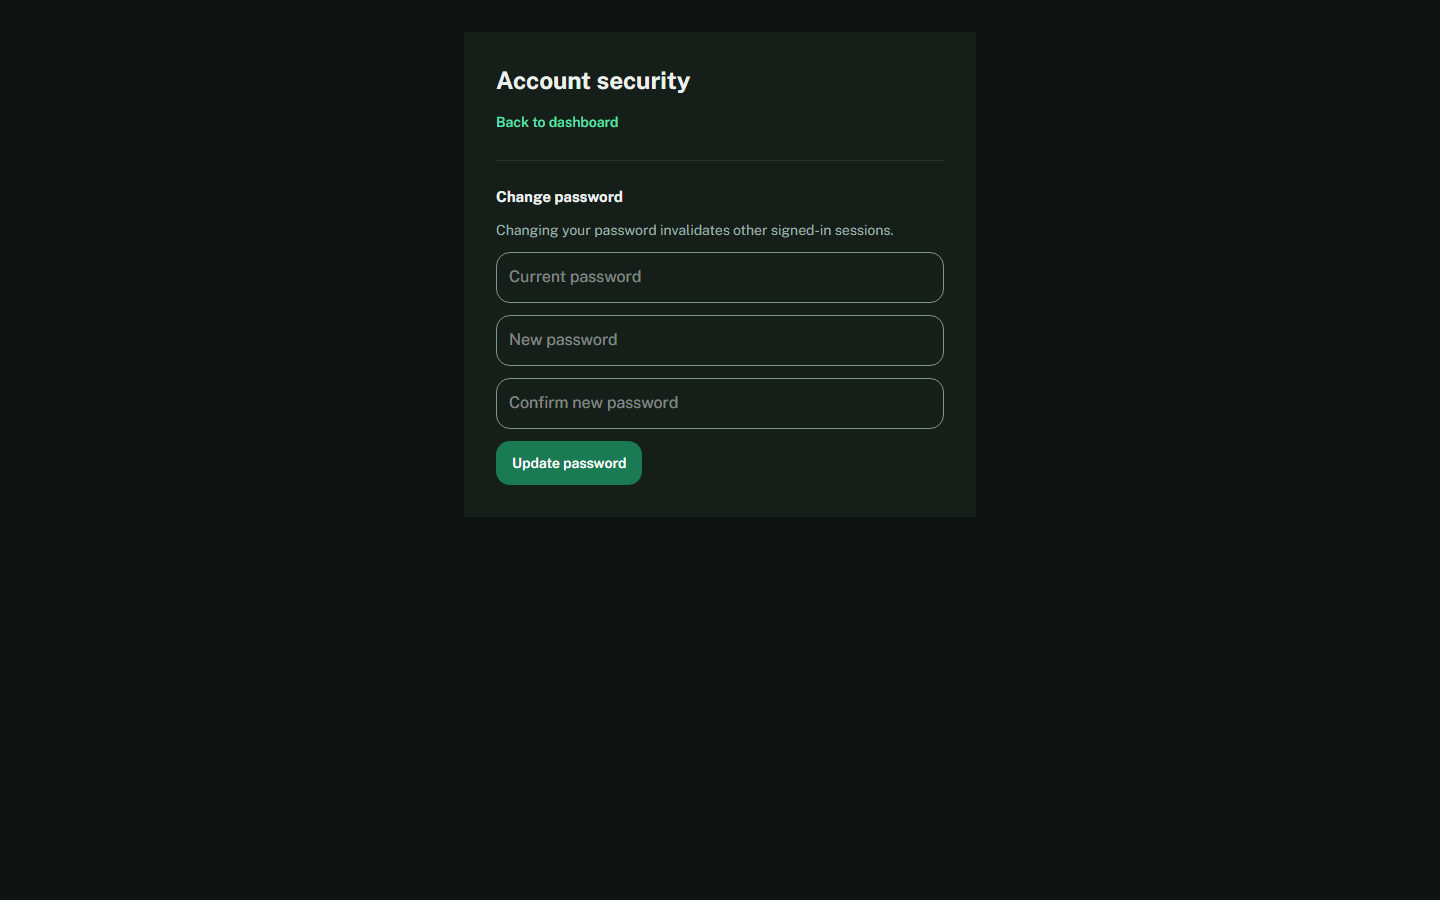 Account security
Back to dashboard
Change password
Changing your password invalidates other signed-in sessions.
Current password
New password
Confirm new password
Update password